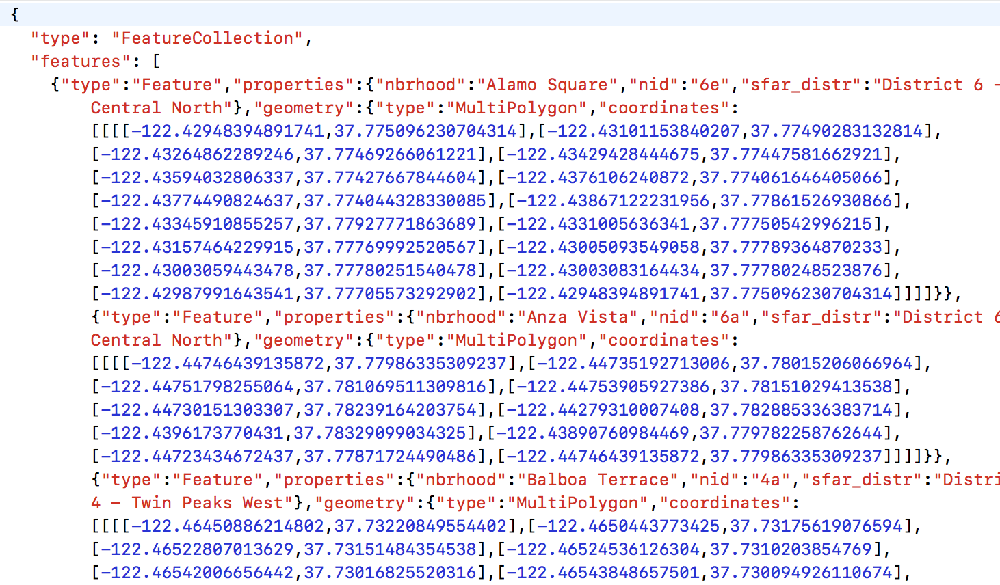 {
"type": "FeatureCollection",
"features": [
{"type":"Feature","properties":{"nbrhood":"Alamo Square","nid":"6e","sfar_distr":"District 6 -
Central North"},"geometry":{"type":"MultiPolygon","coordinates":
[[[[-122.42948394891741,37.775096230704314],[-122.43101153840207,37.77490283132814],
[-122.43264862289246,37.77469266061221],[-122.43429428444675,37.77447581662921],
[-122.43594032806337,37.77427667844604],[-122.4376106240872,37.774061646405066],
[-122.43774490824637,37.774044328330085],[-122.43867122231956,37.77861526930866],
[-122.43345910855257,37.77927771863689],[-122.4331005636341,37.77750542996215],
[-122.43157464229915,37.77769992520567],[-122.43005093549058,37.77789364870233],
[-122.43003059443478,37.77780251540478],[-122.43003083164434,37.77780248523876],
[-122.42987991643541,37.77705573292902],[-122.42948394891741,37.775096230704314]]]]}},
{"type":"Feature","properties":{"nbrhood":"Anza Vista","nid":"6a","sfar_distr":"District 6
Central North"},"geometry":{"type":"MultiPolygon","coordinates":
[[[[-122.44746439135872,37.77986335309237],[-122.44735192713006,37.78015206066964],
[-122.44751798255064,37.781069511309816],[-122.44753905927386,37.78151029413538],
[-122.44730151303307,37.78239164203754],[-122.44279310007408,37.782885336383714],
[-122.4396173770431,37.78329099034325],[-122.43890760984469,37.779782258762644],
[-122.44723434672437,37.77871724490486],[-122.44746439135872,37.77986335309237]]]]}},
{"type":"Feature","properties":{"nbrhood":"Balboa Terrace","nid":"4a","sfar_distr":"Distri
4 - Twin Peaks West"},"geometry":{"type":"MultiPolygon","coordinates":
[[[[-122.46450886214802,37.73220849554402],[-122.4650443773425,37.73175619076594],
[-122.46522807013629,37.73151484354538],[-122.46524536126304,37.7310203854769],
[-122.46542006656442,37.73016825520316],[-122.46543848657501,37.730094926110674],